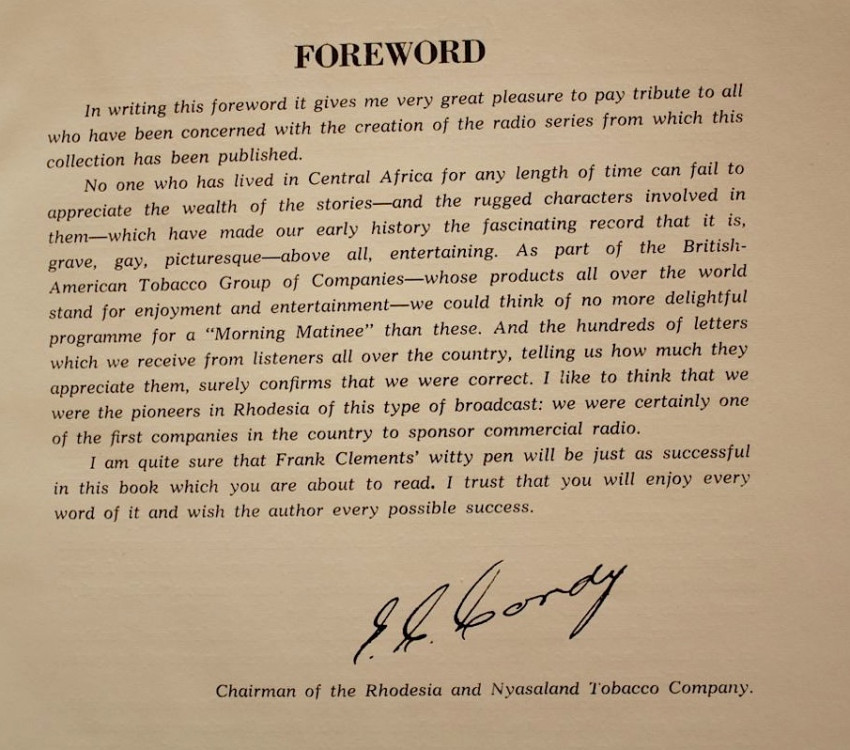 FOREWORD
In writing this foreword it gives me very great pleasure to pay tribute to all
who have been concerned with the creation of the radio series from which this
collection has been published.
No one who has lived in Central Africa for any length of time can fail to
appreciate the wealth of the stories—and the rugged characters involved in
them—which have made our early history the fascinating record that it is,
grave, gay, picturesque—above all, entertaining. As part of the British-
American Tobacco Group of Companies—whose products all over the world
stand for enjoyment and entertainment—we could think of no more delightful
programme for a “Morning Matinee” than these. And the hundreds of letters
which we receive from listeners all over the country, telling us how much they
appreciate them, surely confirms that we were correct. I like to think that we
were the pioneers in Rhodesia of this type of broadcast: we were certainly one
of the first companies in the country to sponsor commercial radio.
I am quite sure that Frank Clements’ witty pen will be just as successful
in this book which you are about to read. I trust that you will enjoy every
word of it and wish the author every possible success.
Cordy
Chairman of the Rhodesia and Nyasaland Tobacco Company.